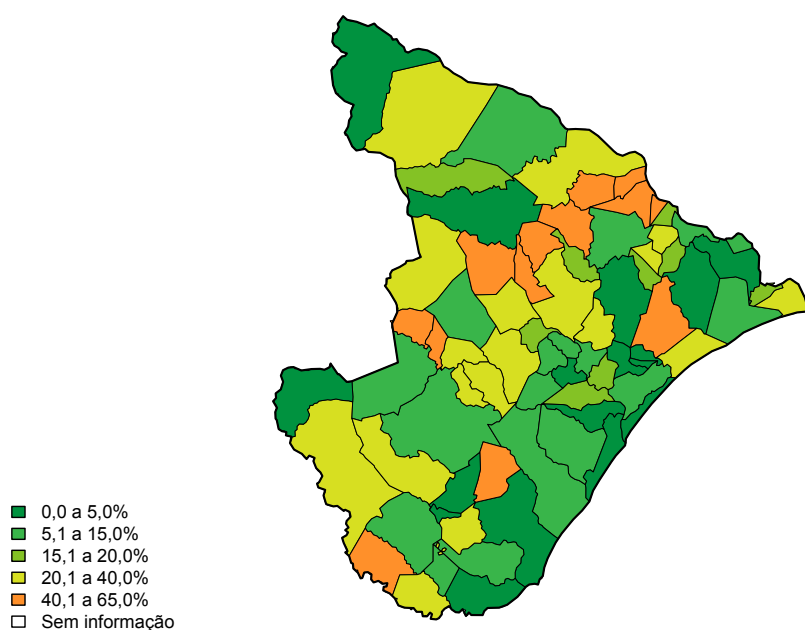 0,0 a 5,0%
5,1 a 15,0%
15,1 a 20,0%
20,1 a 40,0%
40,1 a 65,0%
Sem informação